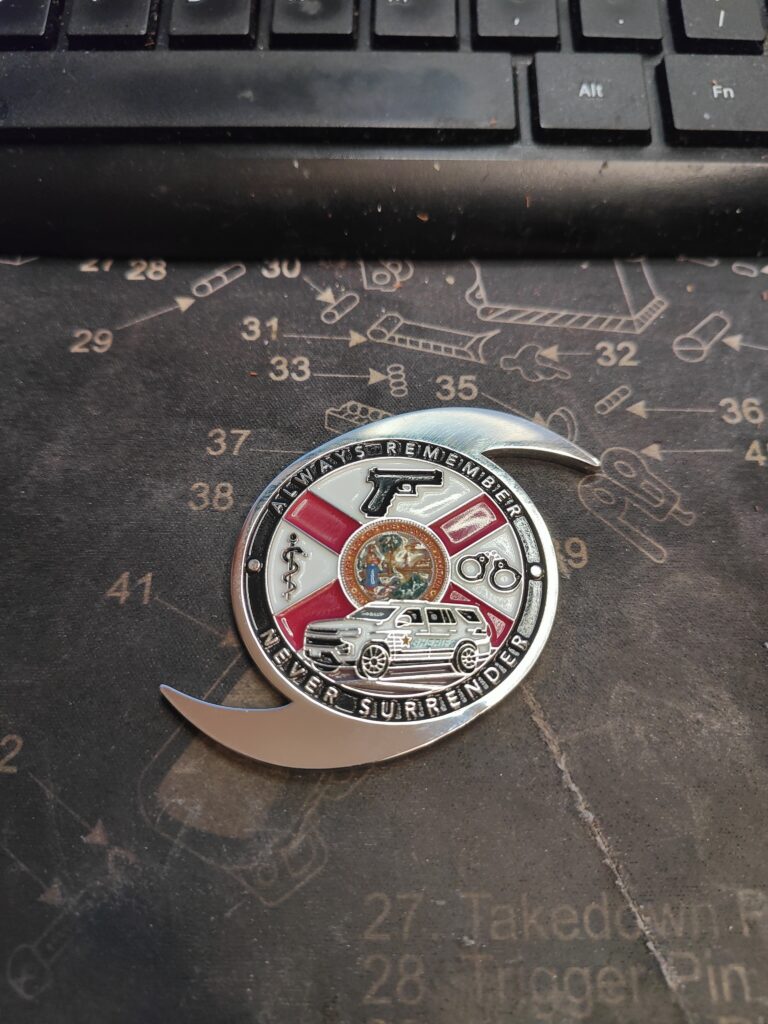 Alt
Fn
27 28
30
29
31
32
33
35
36
37
38
39
41
ALWAYS REMEMBER
SHERIFF
NEVER SURRENDER
27. Takedown
28. Trigger Pin